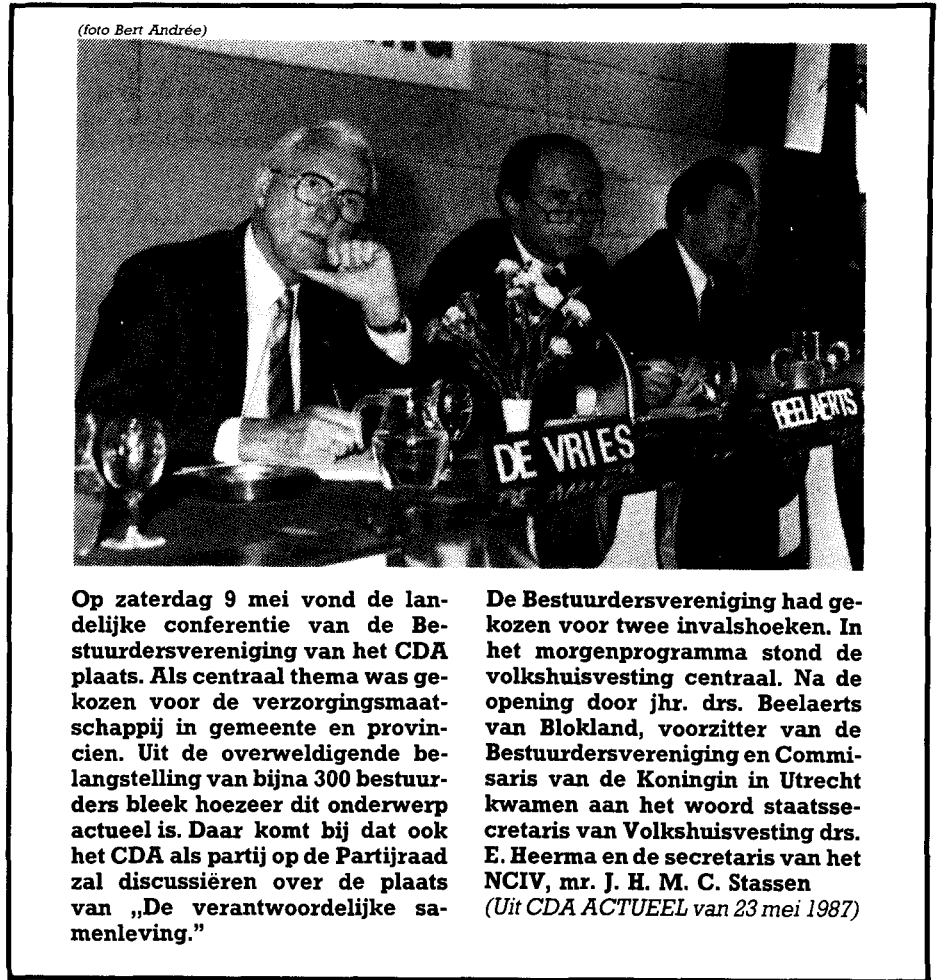 (foto Bert Andrée)
DE VRIES
BEELAERTS
Op zaterdag 9 mei vond de lan-
delijke conferentie van de Be-
stuurdersvereniging van het CDA
plaats. Als centraal thema was ge-
kozen voor de verzorgingsmaat-
schappij in gemeente en provin-
cien. Uit de overweldigende be-
langstelling van bijna 300 bestuur-
ders bleek hoezeer dit onderwerp
actueel is. Daar komt bij dat ook
het CDA als partij op de Partijraad
zal discussiëren over de plaats
van „De verantwoordelijke sa-
menleving.”
De Bestuurdersvereniging had ge-
kozen voor twee invalshoeken. In
het morgenprogramma stond de
volkshuisvesting centraal. Na de
opening door jhr. drs. Beelaerts
van Blokland, voorzitter van de
Bestuurdersvereniging en Commi-
saris van de Koningin in Utrecht
kwamen aan het woord staatsse-
cretaris van Volkshuisvesting drs.
E. Heerma en de secretaris van het
NCIV, mr. J. H. M. C. Stassen
(Uit CDA ACTUEEL van 23 mei 1987)